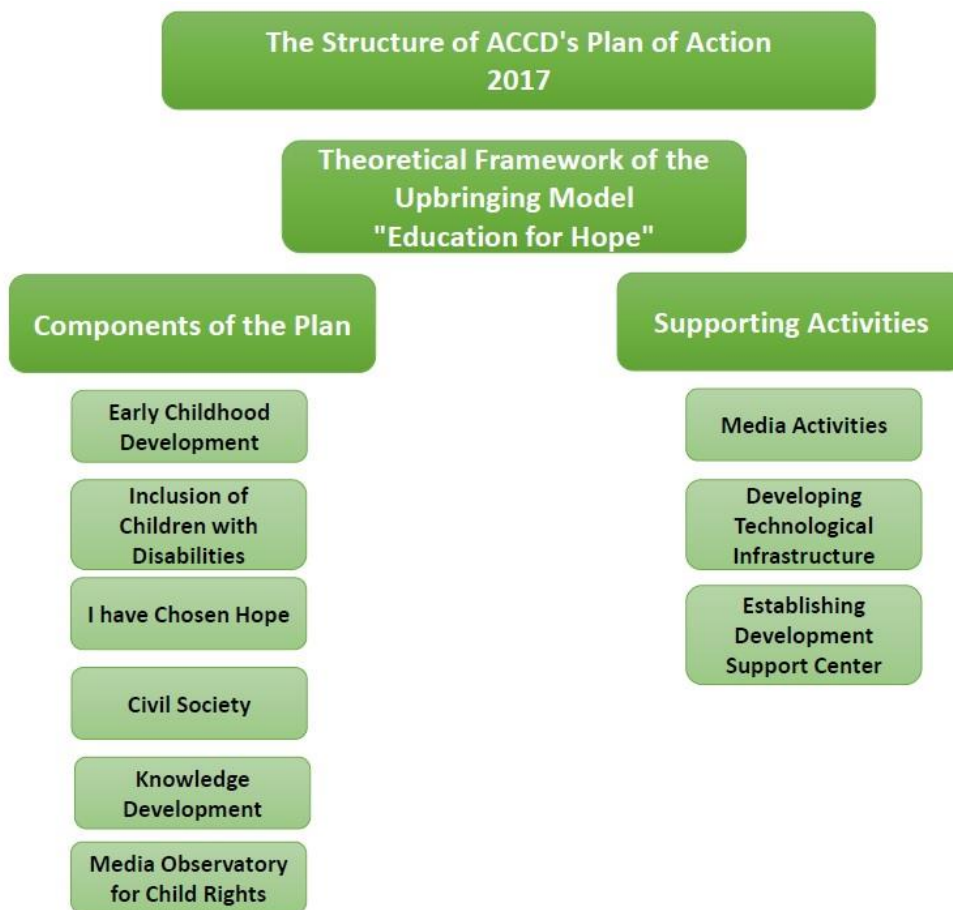 The Structure of ACCD's Plan of Action
2017
Theoretical Framework of the
Upbringing Model
"Education for Hope"
Components of the Plan
Early Childhood
Development
Inclusion of
Children with
Disabilities
I have Chosen Hope
Civil Society
Knowledge
Development
Media Observatory
for Child Rights
Supporting Activities
Media Activities
Developing
Technological
Infrastructure
Establishing
Development
Support Center